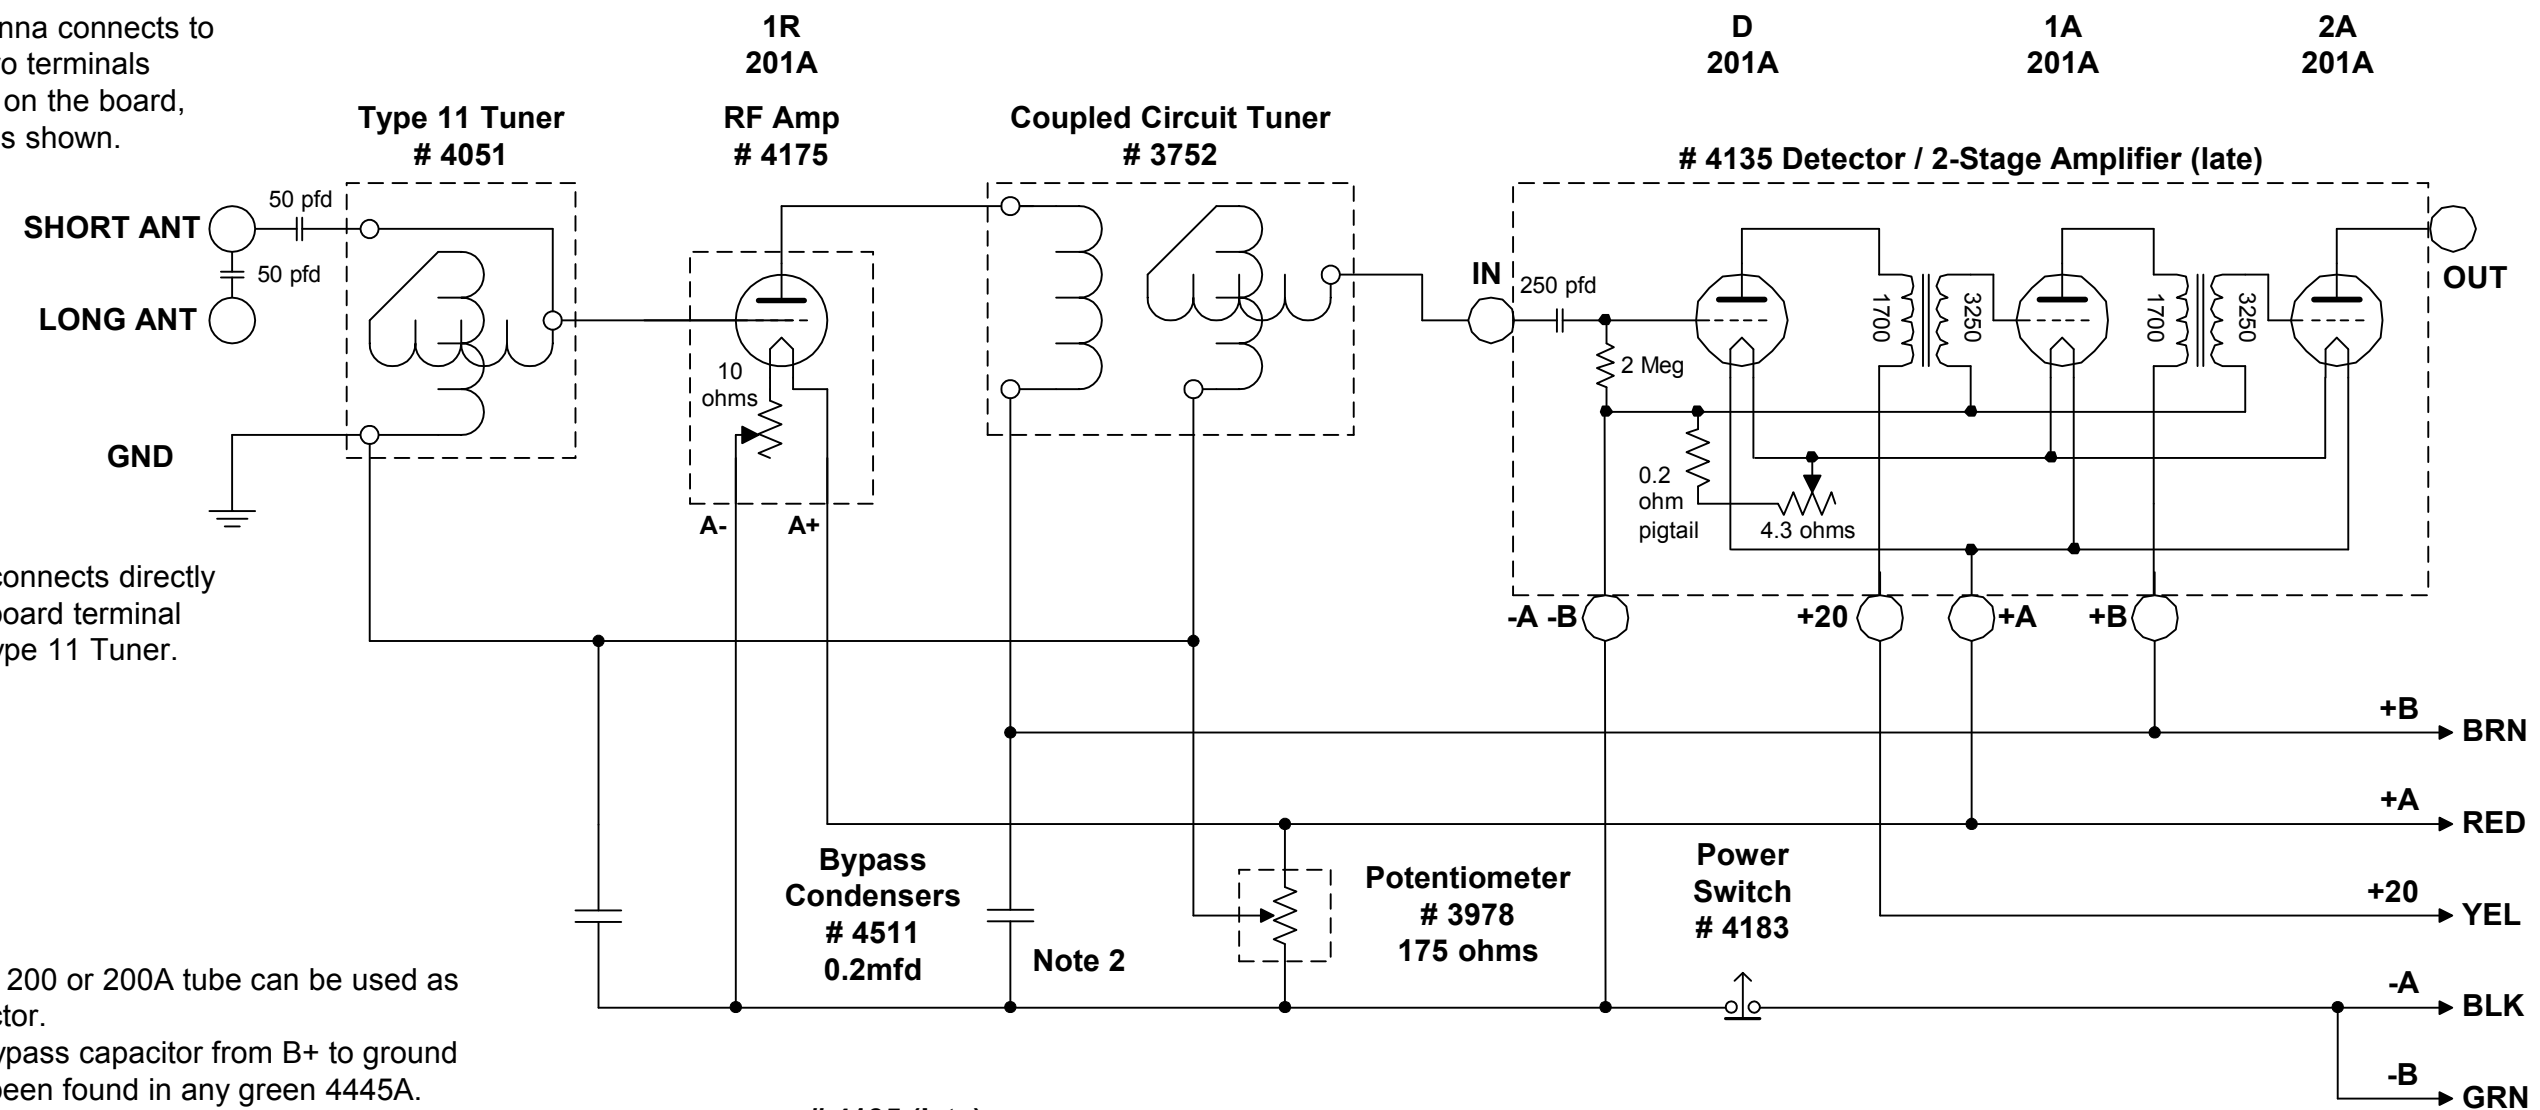 nna connects to
o terminals
on the board,
s shown.
1R
201A
D
201A
1A
201A
2A
201A
Type 11 Tuner
# 4051
RF Amp
# 4175
Coupled Circuit Tuner
# 3752
# 4135 Detector / 2-Stage Amplifier (late)
SHORT ANT
50 pfd
50 pfd
LONG ANT
GND
10
ohms
A-
A+
IN
250 pfd
2 Meg
1700
3250
1700
3250
OUT
0.2
ohm
pigtail
4.3 ohms
-A -B
+20
+A
+B
connects directly
oard terminal
ype 11 Tuner.
+B
BRN
+A
RED
+20
YEL
-A
BLK
-B
GRN
Bypass
Condensers
# 4511
0.2mfd
Note 2
Potentiometer
# 3978
175 ohms
Power
Switch
# 4183
200 or 200A tube can be used as
ctor.
ypass capacitor from B+ to ground
been found in any green 4445A.